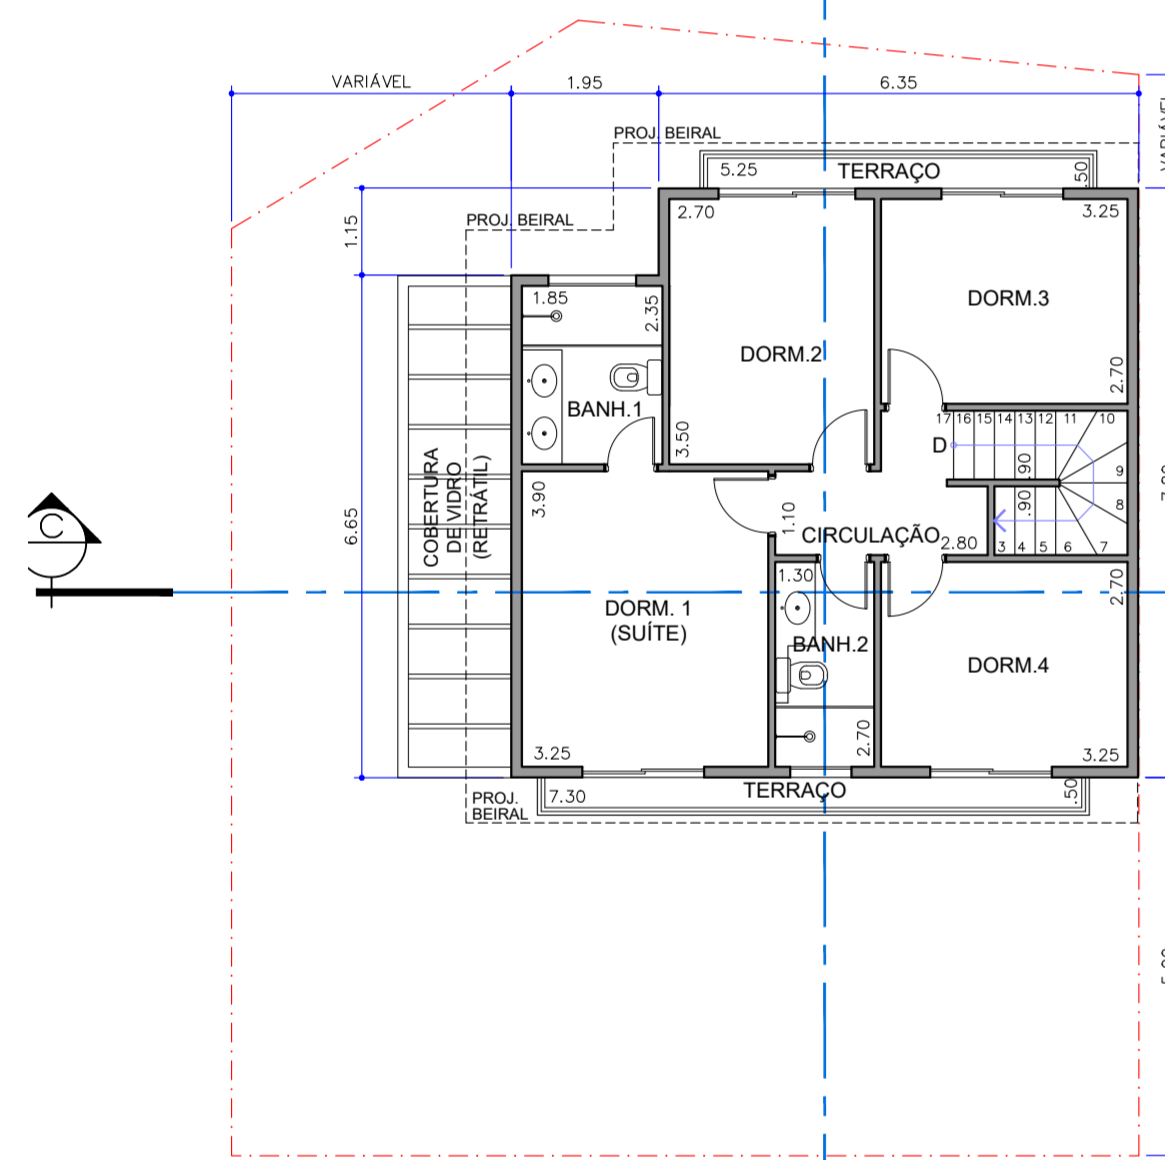 VARIÁVEL
1.95
6.35
PROJ. BEIRAL
5.25
TERRAÇO
.50
PROJ. BEIRAL
2.70
3.25
1.15
1.85
2.35
DORM.3
DORM.2
2.70
BANH.1
3.50
17 16 15 14 13 12 11 10
D
.90
9
8
.90
3 4 5 6 7
COBERTURA
DE VIDRO
(RETRÁTIL)
3.90
1.10
CIRCULAÇÃO
2.80
6.65
C
1.30
2.70
DORM. 1
(SUÍTE)
BANH.2
DORM.4
2.70
3.25
3.25
PROJ.
BEIRAL
7.30
TERRAÇO
.50